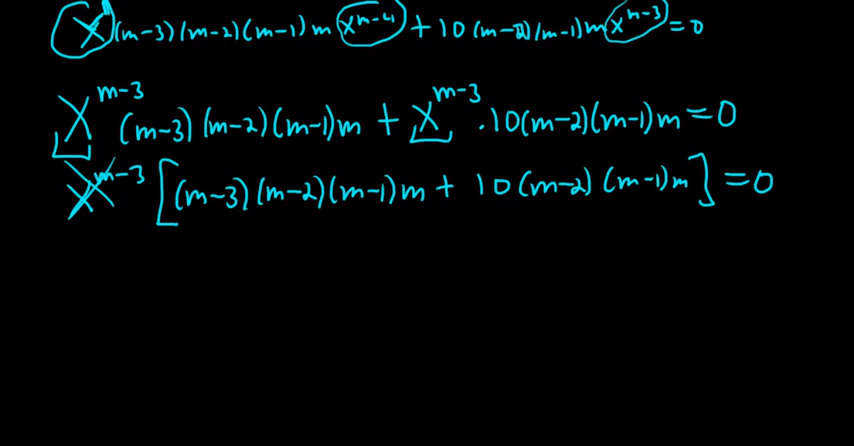 x¹(m-3)(m-2)(m-1)m x^{m-4} + 10(m-2)(m-1)m x^{m-3} = 0
x^{m-3} (m-3)(m-2)(m-1)m + x^{m-3} · 10(m-2)(m-1)m = 0
x^{m-3} [(m-3)(m-2)(m-1)m + 10(m-2)(m-1)m] = 0